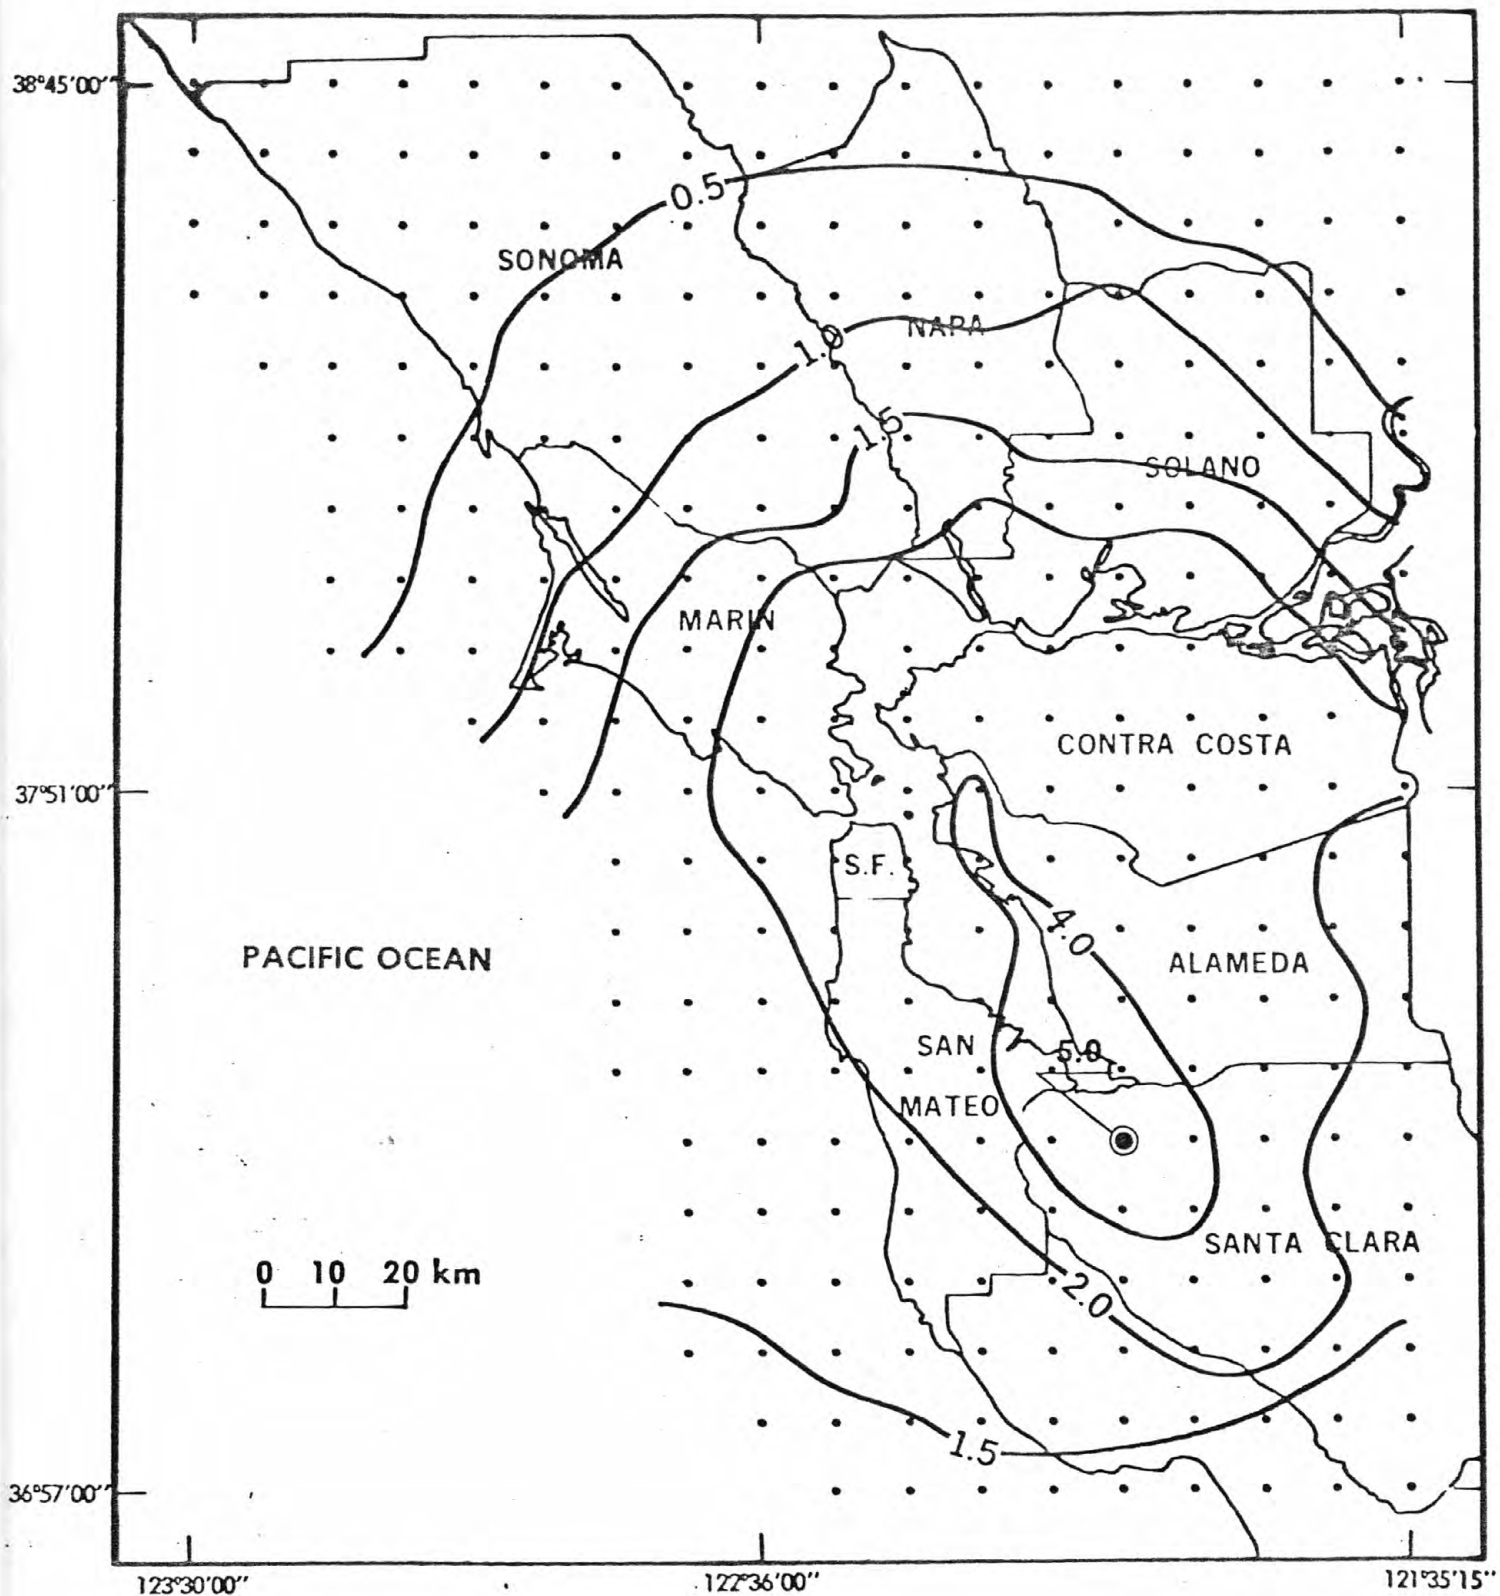 38°45'00"
0.5
SONOMA
NAPA
1.0
1.5
SOLANO
MARIN
CONTRA COSTA
37°51'00"
S.F.
4.0
PACIFIC OCEAN
ALAMEDA
SAN
5.0
MATEO
SANTA CLARA
0 10 20 km
2.0
1.5
36°57'00"
123°30'00" 122°36'00" 121°35'15"